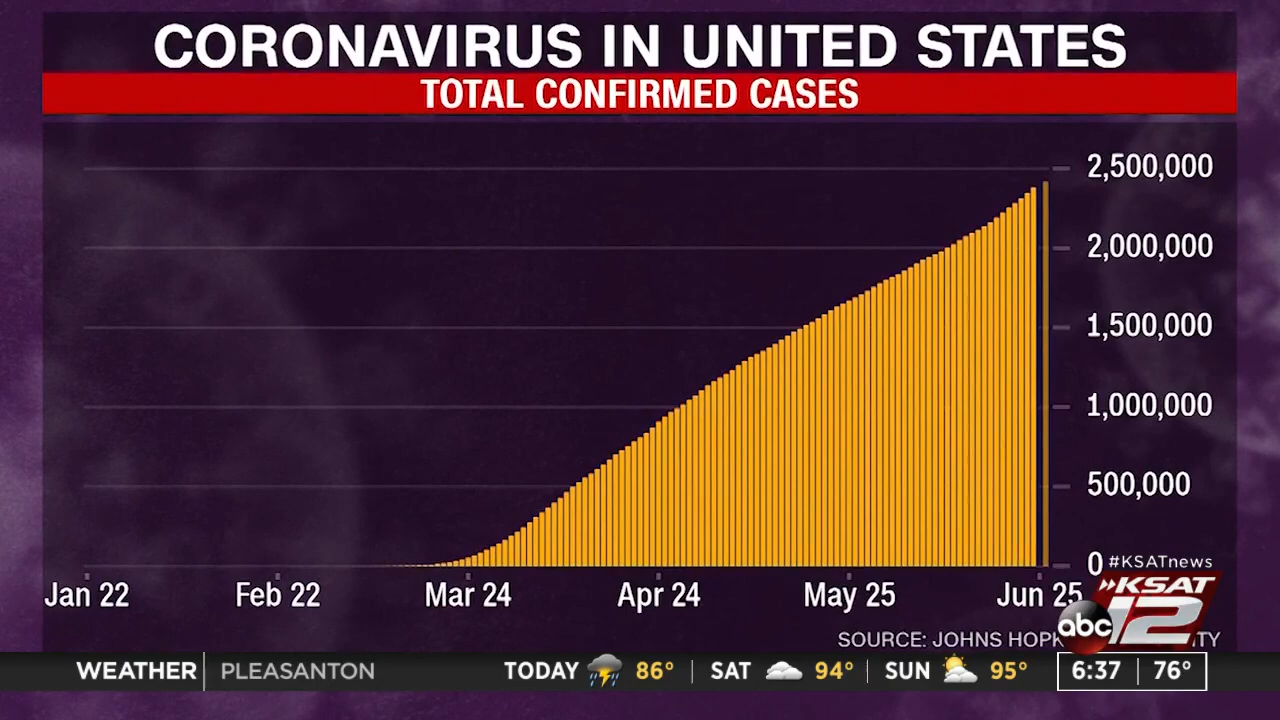 CORONAVIRUS IN UNITED STATES
TOTAL CONFIRMED CASES
2,500,000
2,000,000
1,500,000
1,000,000
500,000
0
#KSATnews
Jan 22 Feb 22 Mar 24 Apr 24 May 25 Jun 25
KSAT
abc 12
SOURCE: JOHNS
WEATHER PLEASANTON TODAY 86° SAT 94° SUN 95° 6:37 76°